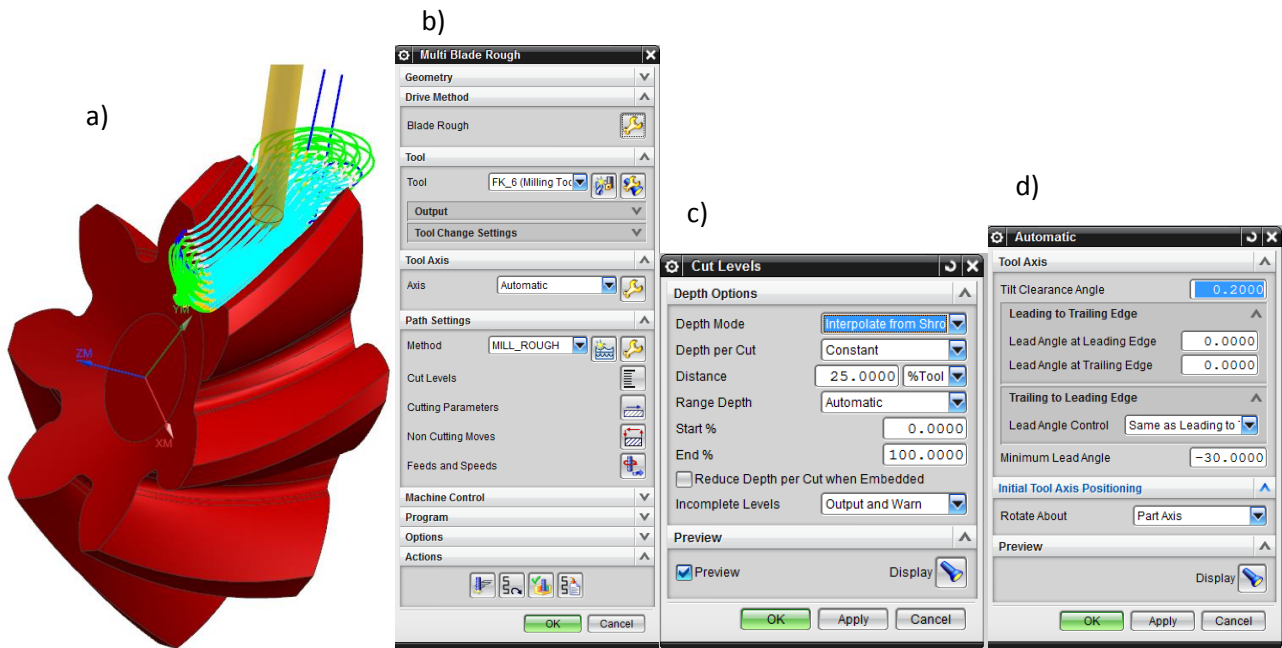 a)
YM
ZM
XM
b)
Multi Blade Rough
Geometry
Drive Method
Blade Rough
Tool
Tool FK_6 (Milling Too
Output
Tool Change Settings
Tool Axis
Axis Automatic
Path Settings
Method MILL_ROUGH
Cut Levels
Cutting Parameters
Non Cutting Moves
Feeds and Speeds
Machine Control
Program
Options
Actions
OK Cancel
c)
Cut Levels
Depth Options
Depth Mode Interpolate from Shro
Depth per Cut Constant
Distance 25.0000 %Tool
Range Depth Automatic
Start % 0.0000
End % 100.0000
Reduce Depth per Cut when Embedded
Incomplete Levels Output and Warn
Preview
Preview Display
OK Apply Cancel
d)
Automatic
Tool Axis
Tilt Clearance Angle 0.2000
Leading to Trailing Edge
Lead Angle at Leading Edge 0.0000
Lead Angle at Trailing Edge 0.0000
Trailing to Leading Edge
Lead Angle Control Same as Leading to
Minimum Lead Angle -30.0000
Initial Tool Axis Positioning
Rotate About Part Axis
Preview
Display
OK Apply Cancel